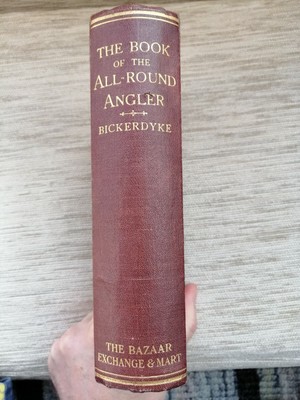 THE BOOK
OF THE
ALL-ROUND
ANGLER
BICKERDYKE
THE BAZAAR
EXCHANGE & MART